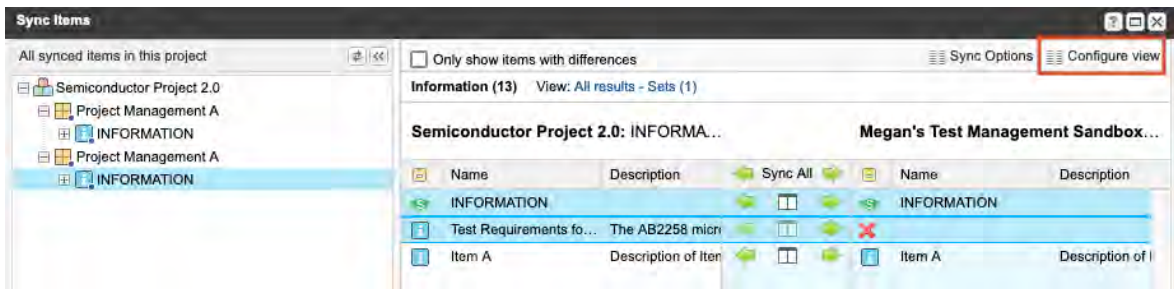 Sync Items
All synced items in this project
Semiconductor Project 2.0
Project Management A
INFORMATION
Project Management A
INFORMATION
Only show items with differences
Sync Options
Configure view
Information (13) View: All results - Sets (1)
Semiconductor Project 2.0: INFORMA... Megan's Test Management Sandbox...
Name Description Sync All Name Description
INFORMATION INFORMATION
Test Requirements fo... The AB2258 micr
Item A Description of Iten Item A Description of I